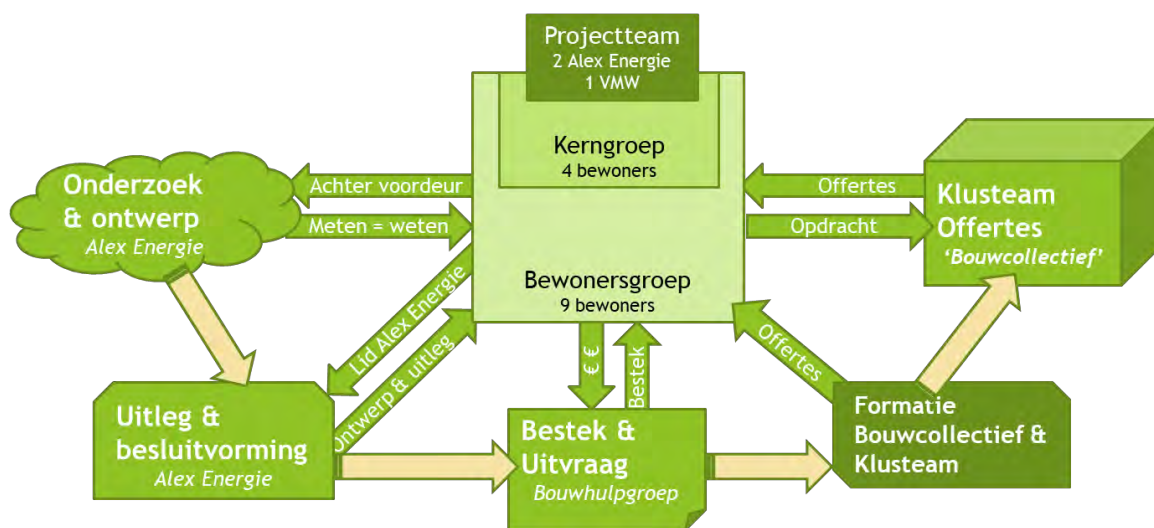 Projectteam
2 Alex Energie
1 VMW
Kerngroep
4 bewoners
Bewonersgroep
9 bewoners
Onderzoek
& ontwerp
Alex Energie
Achter voordeur
Meten = weten
Offertes
Opdracht
Klusteam
Offertes
‘Bouwcollectief’
Lid Alex Energie
Ontwerp & uitleg
€ €
Bestek
Offertes
Uitleg &
besluitvorming
Alex Energie
Bestek &
Uitvraag
Bouwhulpgroep
Formatie
Bouwcollectief &
Klusteam